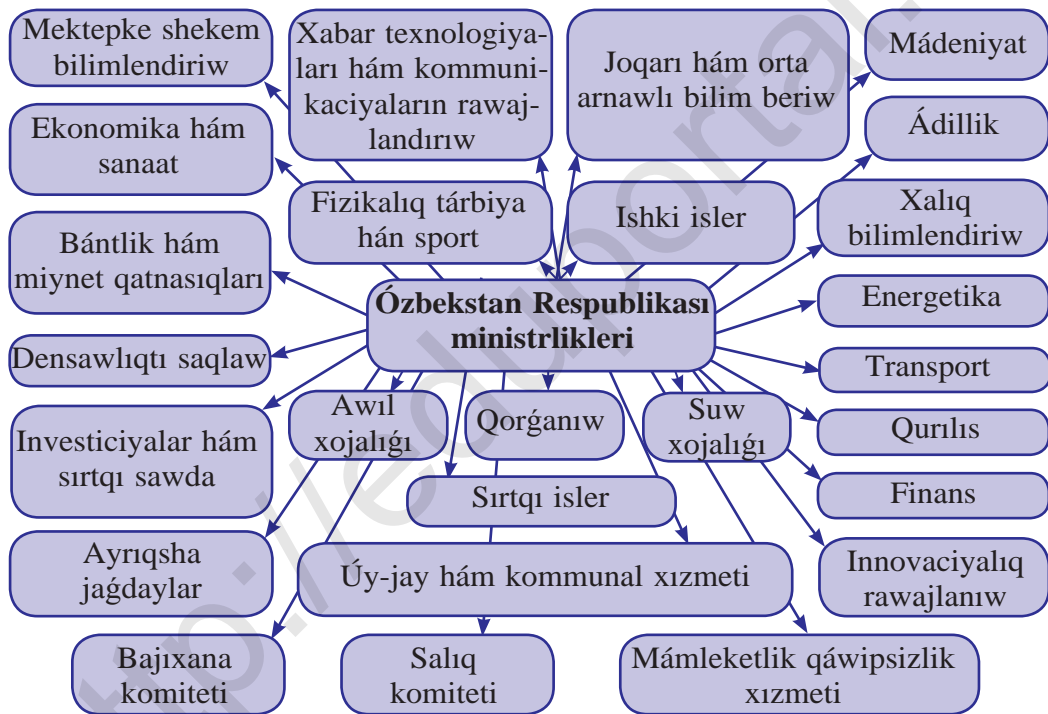 Mektepke shekem
bilimlendiriw
Xabar texnologiya-
ları hám kommuni-
kaciyaların rawaj-
landırıw
Joqarı hám orta
arnawlı bilim beriw
Mádeniyat
Ekonomika hám
sanaat
Ádillik
Fizikalıq tárbiya
hán sport
Ishki isler
Xalıq
bilimlendiriw
Bántlik hám
miynet qatnasıqları
Ózbekstan Respublikası
ministrlikleri
Energetika
Densawlıqtı saqlaw
Transport
Awıl
xojalıǵı
Qorǵanıw
Suw
xojalıǵı
Investiciyalar hám
sırtqı sawda
Qurılıs
Sırtqı isler
Finans
Ayrıqsha
jaǵdaylar
Úy-jay hám kommunal xızmeti
Innovaciyalıq
rawajlanıw
Bajıxana
komiteti
Salıq
komiteti
Mámleketlik qáwipsizlik
xızmeti
ttp://eduportal.